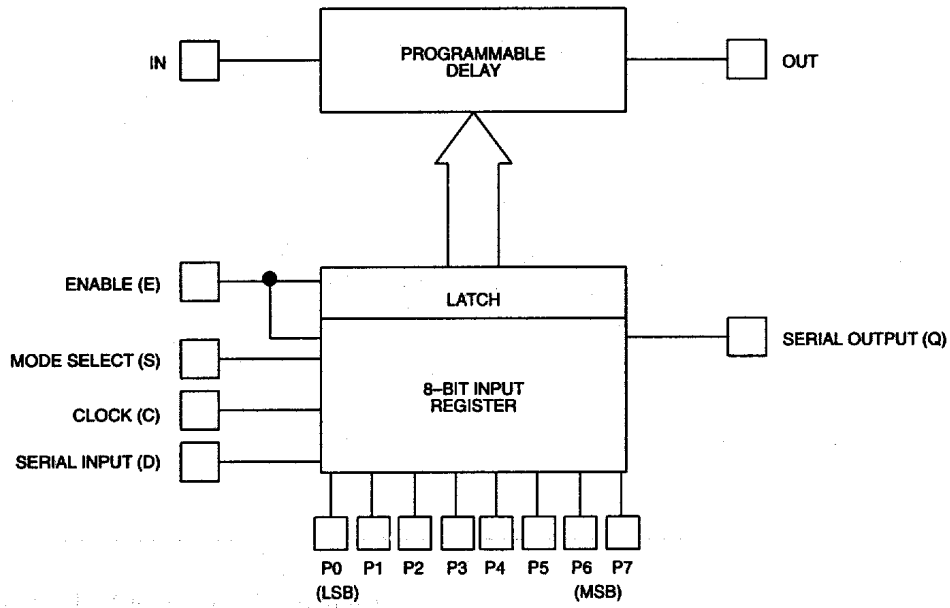 IN
PROGRAMMABLE
DELAY
OUT
ENABLE (E)
LATCH
SERIAL OUTPUT (Q)
MODE SELECT (S)
8–BIT INPUT
REGISTER
CLOCK (C)
SERIAL INPUT (D)
P0 P1 P2 P3 P4 P5 P6 P7
(LSB) (MSB)